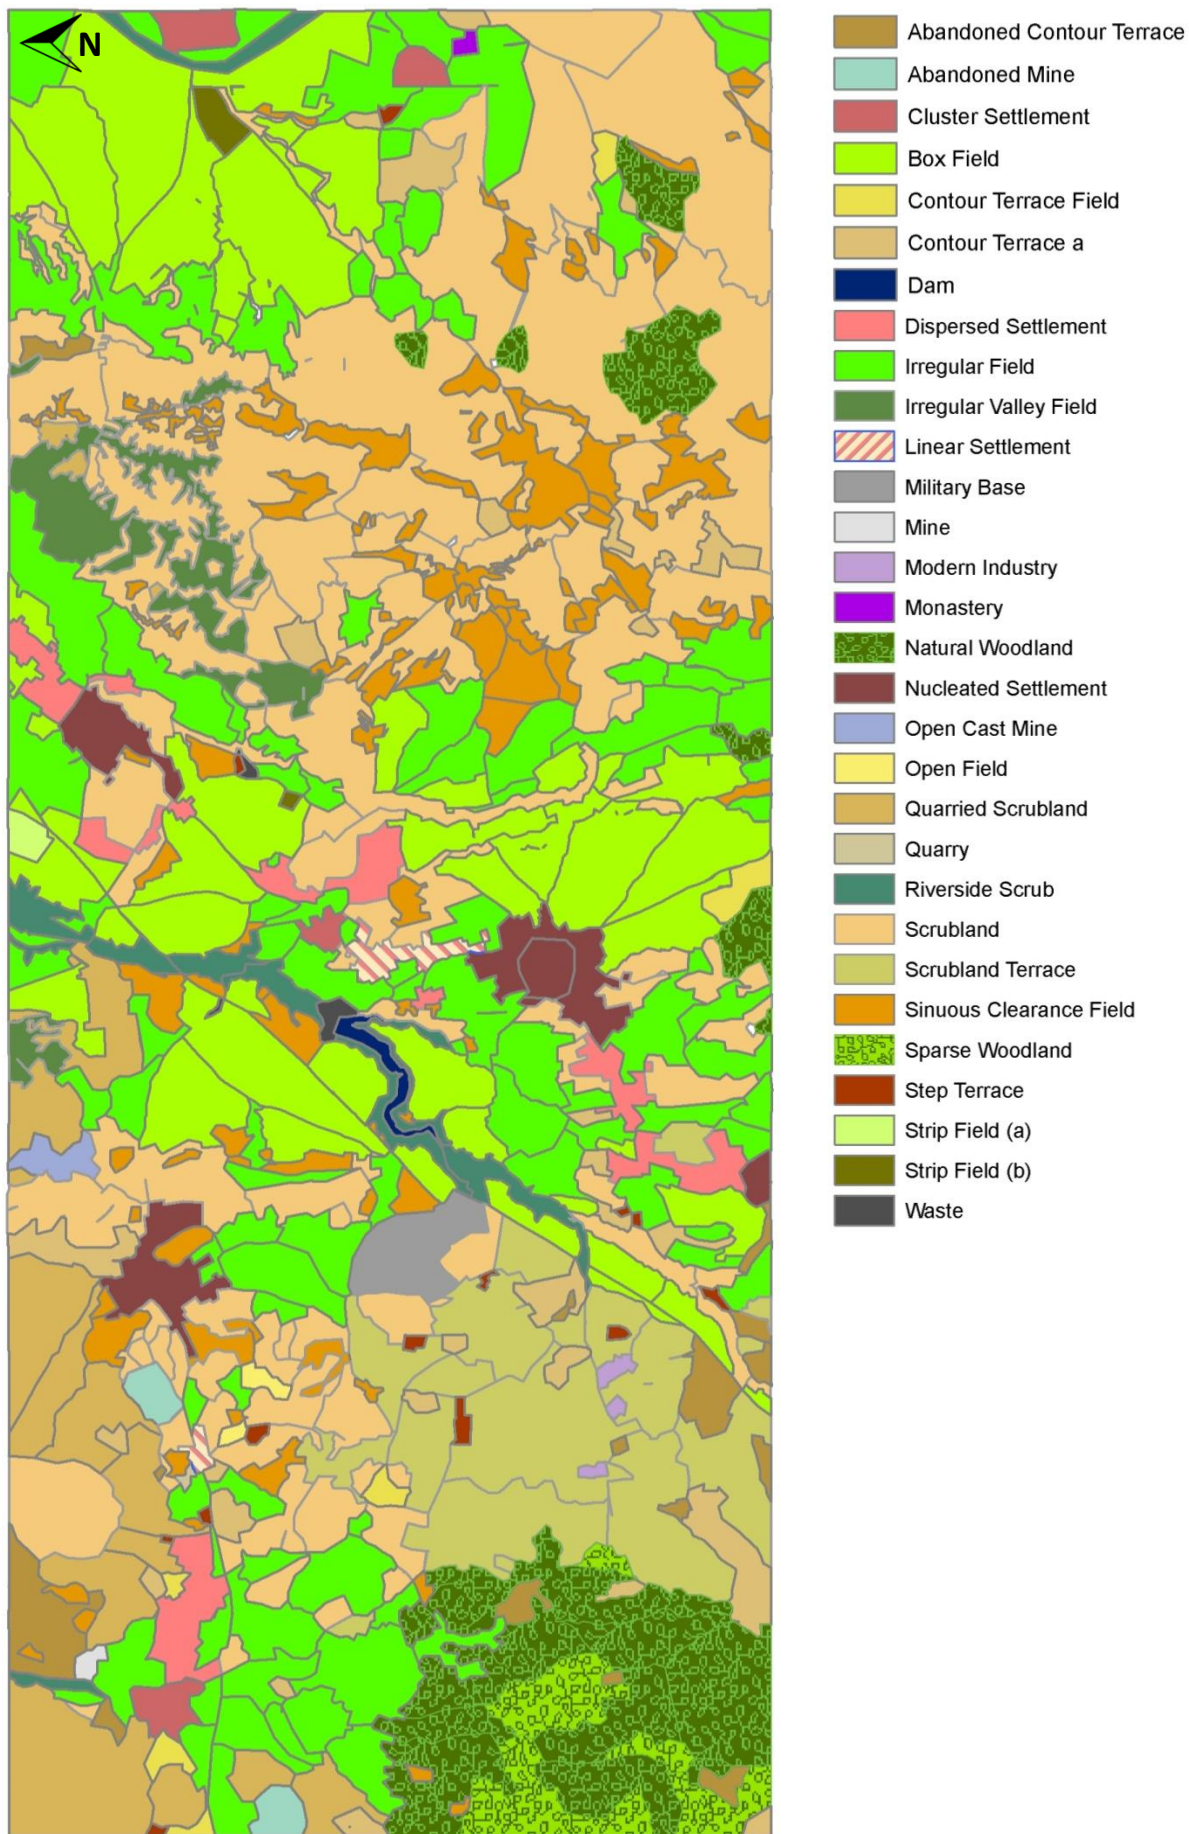 N
Abandoned Contour Terrace
Abandoned Mine
Cluster Settlement
Box Field
Contour Terrace Field
Contour Terrace a
Dam
Dispersed Settlement
Irregular Field
Irregular Valley Field
Linear Settlement
Military Base
Mine
Modern Industry
Monastery
Natural Woodland
Nucleated Settlement
Open Cast Mine
Open Field
Quarried Scrubland
Quarry
Riverside Scrub
Scrubland
Scrubland Terrace
Sinuous Clearance Field
Sparse Woodland
Step Terrace
Strip Field (a)
Strip Field (b)
Waste